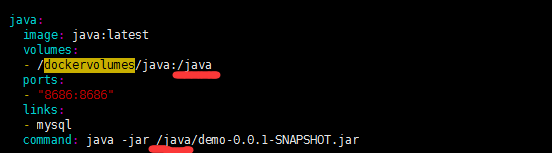 java:
image: java:latest
volumes:
- /dockervolumes/java:/java
ports:
- "8686:8686"
links:
- mysql
command: java -jar /java/demo-0.0.1-SNAPSHOT.jar